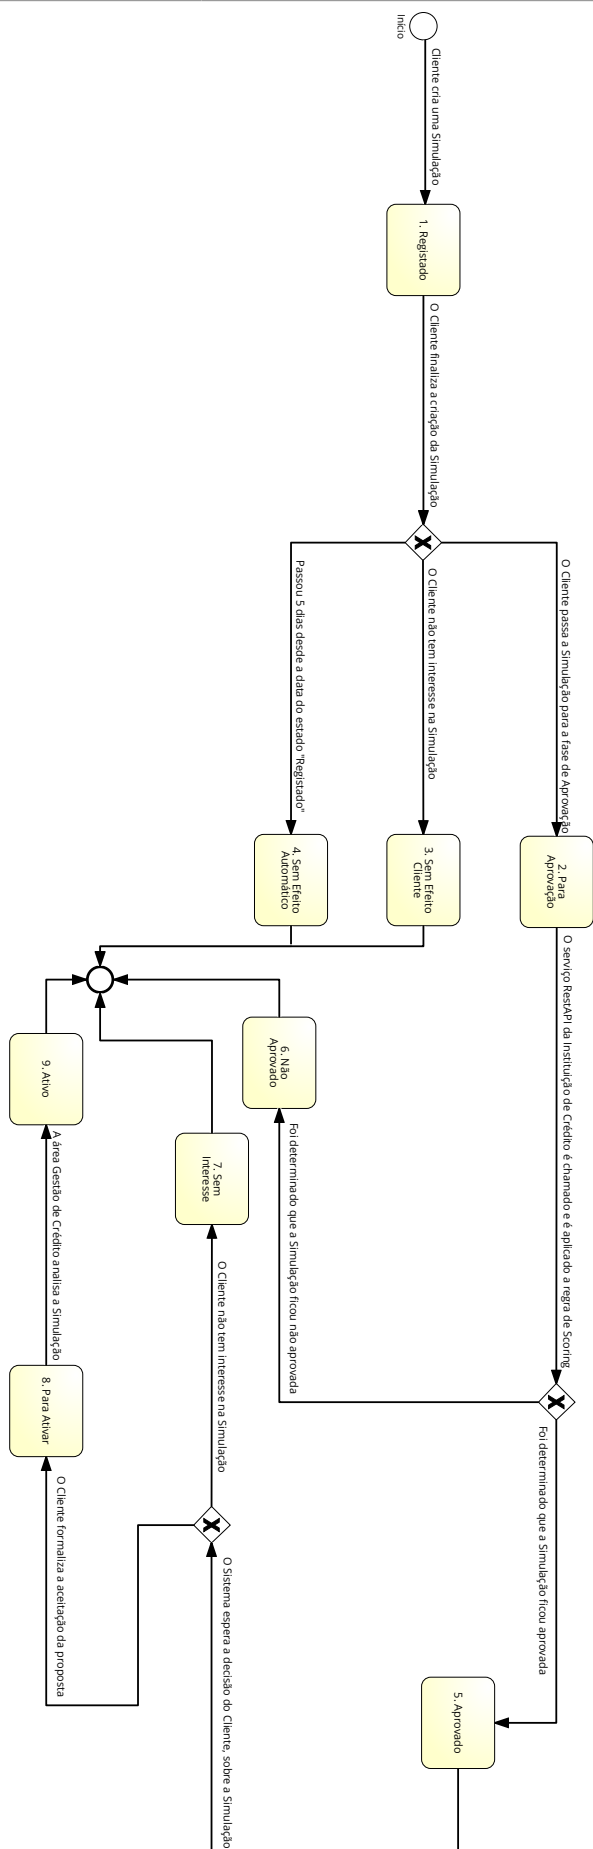 Início
Cliente cria uma Simulação
1. Registado
O Cliente finaliza a criação da Simulação
O Cliente passa a Simulação para a fase de Aprovação
O Cliente não tem interesse na Simulação
Passou 5 dias desde a data do estado "Registado"
2. Para
Aprovação
3. Sem Efeito
Cliente
4. Sem Efeito
Automático
O serviço RestAPI da Instituição de Crédito é chamado e é aplicado a regra de Scoring
Foi determinado que a Simulação ficou aprovada
Foi determinado que a Simulação ficou não aprovada
5. Aprovado
6. Não
Aprovado
O Sistema espera a decisão do Cliente, sobre a Simulação
O Cliente não tem interesse na Simulação
7. Sem
Interesse
O Cliente formaliza a aceitação da proposta
8. Para Ativar
A área Gestão de Crédito analisa a Simulação
9. Ativo